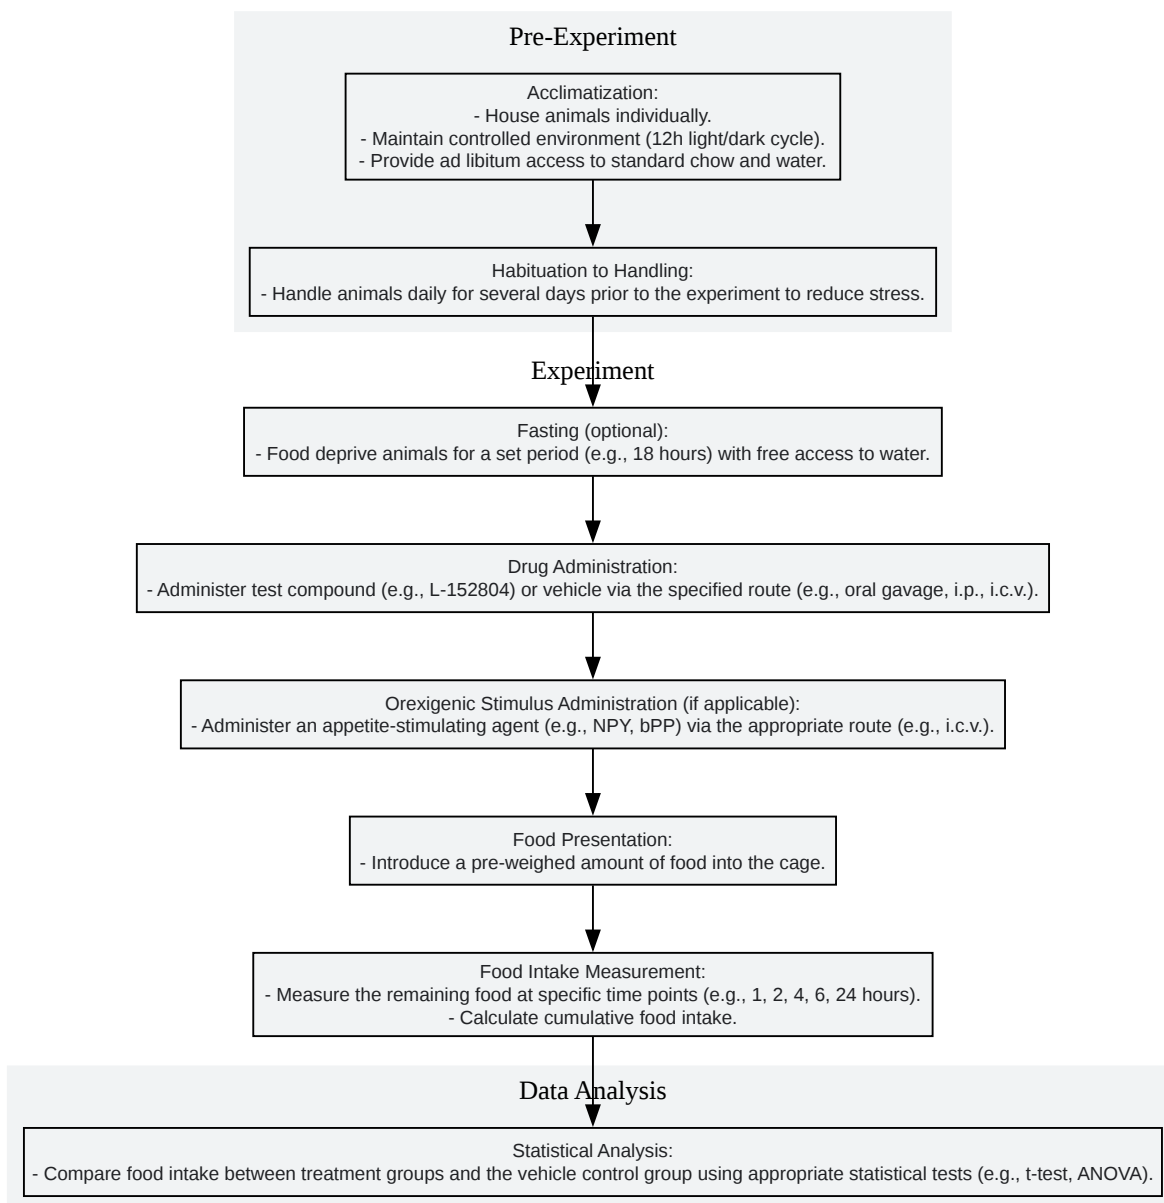 Pre-Experiment
Acclimatization:
- House animals individually.
- Maintain controlled environment (12h light/dark cycle).
- Provide ad libitum access to standard chow and water.
Habituation to Handling:
- Handle animals daily for several days prior to the experiment to reduce stress.
Experiment
Fasting (optional):
- Food deprive animals for a set period (e.g., 18 hours) with free access to water.
Drug Administration:
- Administer test compound (e.g., L-152804) or vehicle via the specified route (e.g., oral gavage, i.p., i.c.v.).
Orexigenic Stimulus Administration (if applicable):
- Administer an appetite-stimulating agent (e.g., NPY, bPP) via the appropriate route (e.g., i.c.v.).
Food Presentation:
- Introduce a pre-weighed amount of food into the cage.
Food Intake Measurement:
- Measure the remaining food at specific time points (e.g., 1, 2, 4, 6, 24 hours).
- Calculate cumulative food intake.
Data Analysis
Statistical Analysis:
- Compare food intake between treatment groups and the vehicle control group using appropriate statistical tests (e.g., t-test, ANOVA).